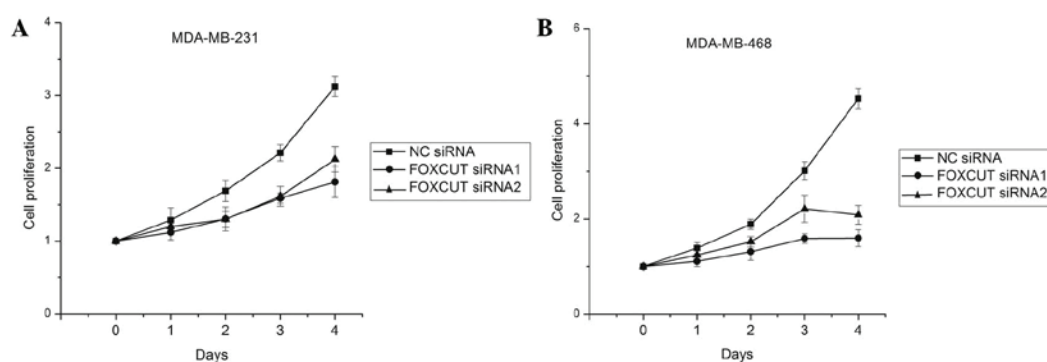 A
MDA-MB-231
Cell proliferation
4
3
2
1
0
0 1 2 3 4
Days
NC siRNA
FOXCUT siRNA1
FOXCUT siRNA2
B
MDA-MB-468
Cell proliferation
6
4
2
0
0 1 2 3 4
Days
NC siRNA
FOXCUT siRNA1
FOXCUT siRNA2